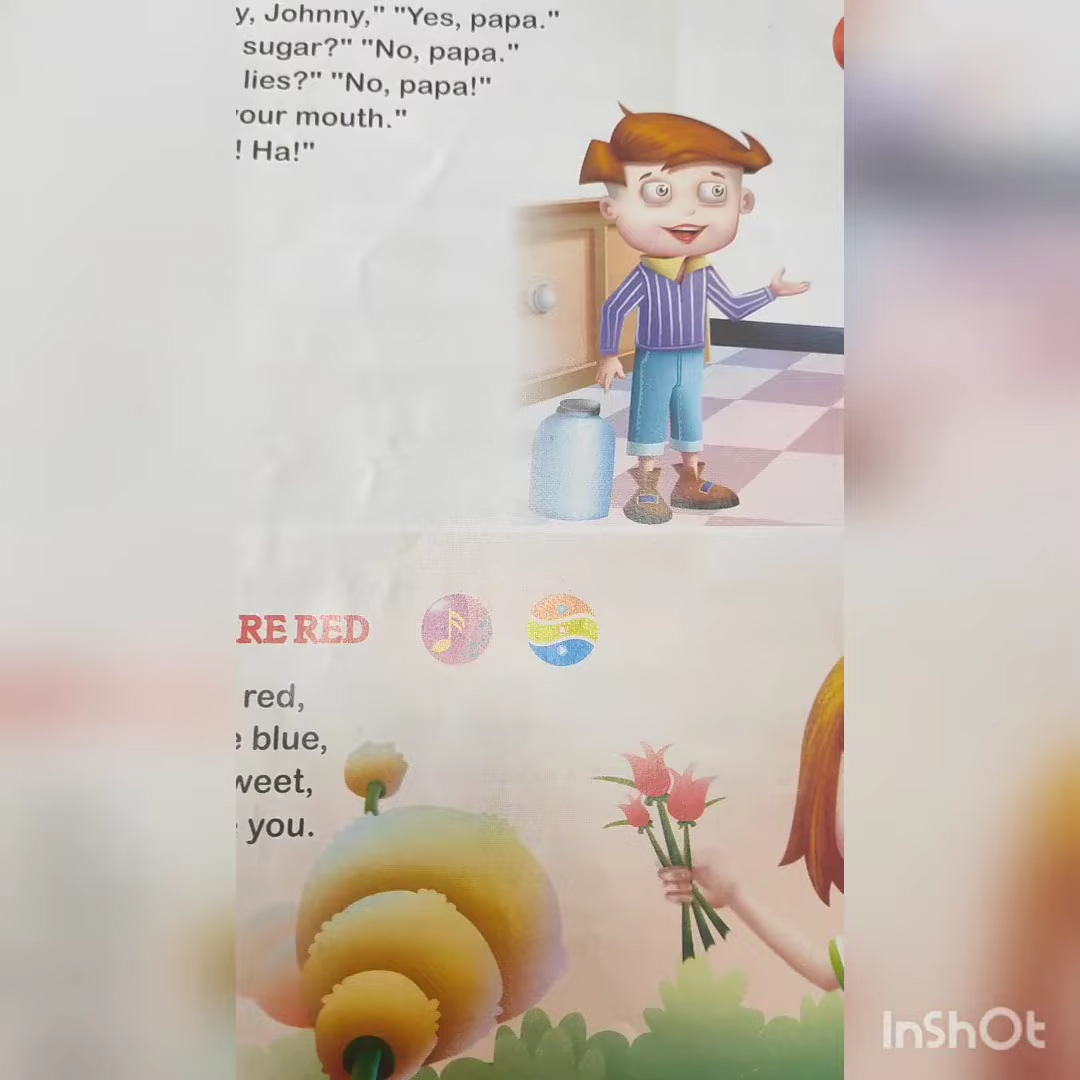 y, Johnny," "Yes, papa."
sugar?" "No, papa."
lies?" "No, papa!"
our mouth."
! Ha!"
RE RED
red,
e blue,
weet,
you.
InShOt